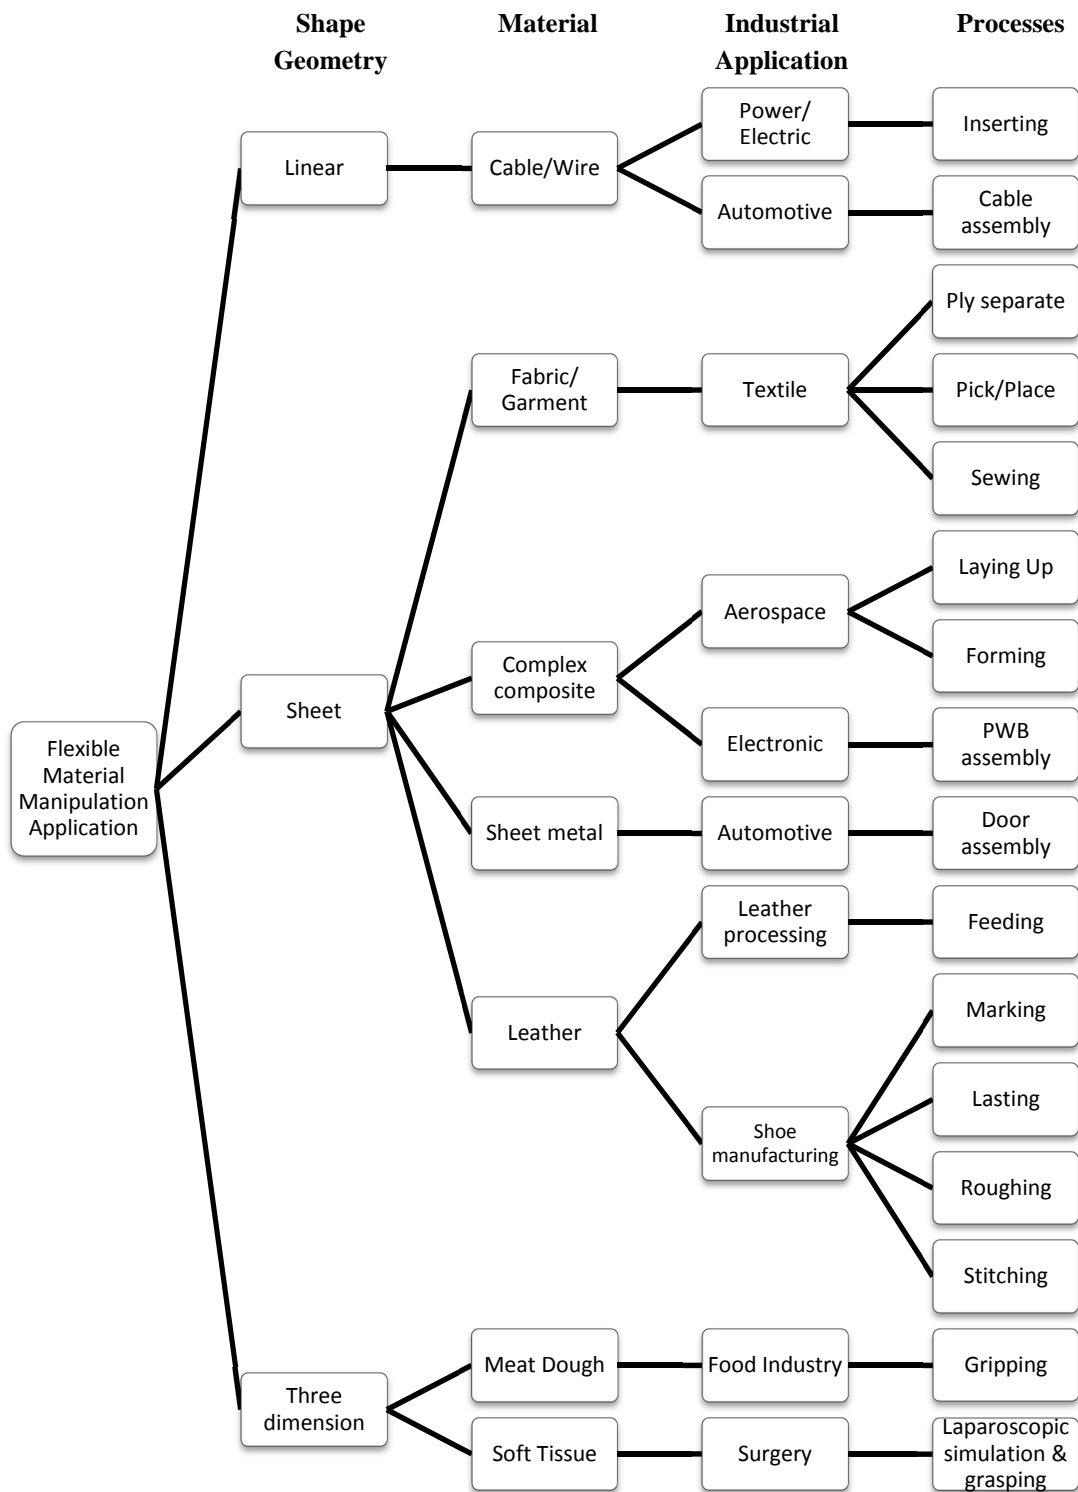 Shape
Geometry
Material
Industrial
Application
Processes
Flexible
Material
Manipulation
Application
Linear
Cable/Wire
Power/
Electric
Inserting
Automotive
Cable
assembly
Sheet
Fabric/
Garment
Textile
Ply separate
Pick/Place
Sewing
Complex
composite
Aerospace
Laying Up
Forming
Electronic
PWB
assembly
Sheet metal
Automotive
Door
assembly
Leather
Leather
processing
Feeding
Shoe
manufacturing
Marking
Lasting
Roughing
Stitching
Three
dimension
Meat Dough
Food Industry
Gripping
Soft Tissue
Surgery
Laparoscopic
simulation &
grasping